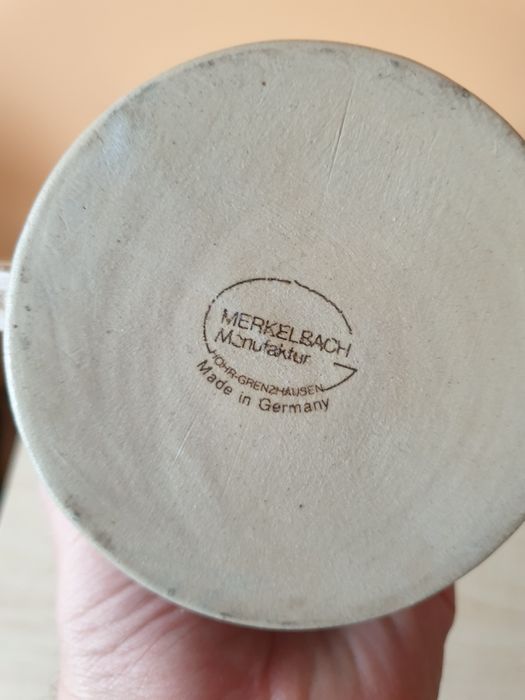 MERKELBACH
Manufaktur
HÖHR-GRENZHAUSEN
Made in Germany